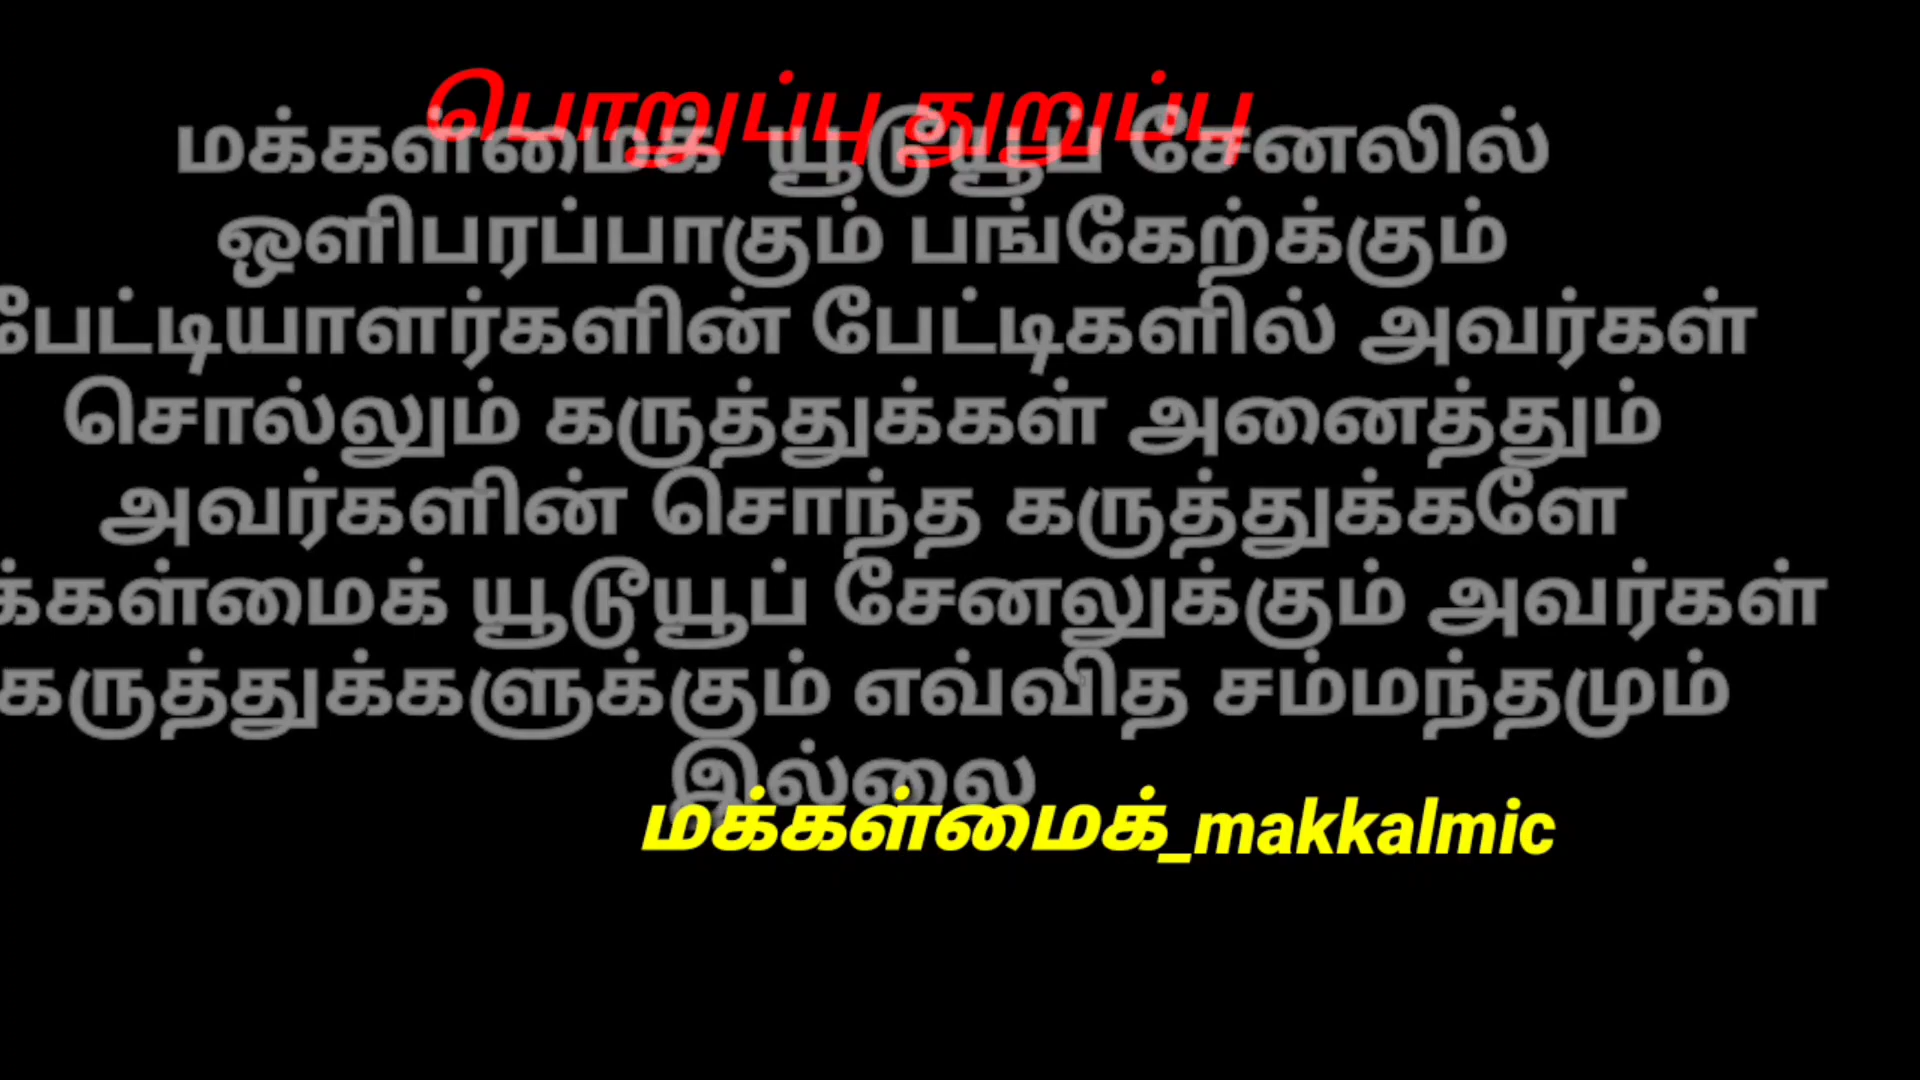 பொறுப்பு துறுப்பு
மக்கள்மைக் யூடூயூப் சேனலில்
ஒளிபரப்பாகும் பங்கேற்க்கும்
பேட்டியாளர்களின் பேட்டிகளில் அவர்கள்
சொல்லும் கருத்துக்கள் அனைத்தும்
அவர்களின் சொந்த கருத்துக்களே
க்கள்மைக் யூடூயூப் சேனலுக்கும் அவர்கள்
கருத்துக்களுக்கும் எவ்வித சம்மந்தமும்
இல்லை
மக்கள்மைக்_makkalmic